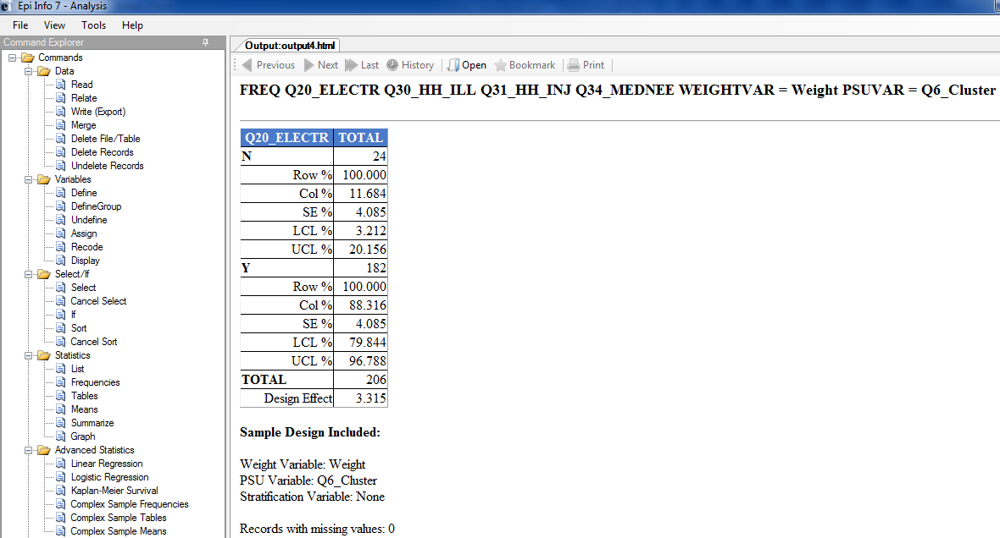 Epi Info 7 - Analysis
File View Tools Help
Command Explorer
Commands
Data
Read
Relate
Write (Export)
Merge
Delete File/Table
Delete Records
Undelete Records
Variables
Define
DefineGroup
Undefine
Assign
Recode
Display
Select/If
Select
Cancel Select
If
Sort
Cancel Sort
Statistics
List
Frequencies
Tables
Means
Summarize
Graph
Advanced Statistics
Linear Regression
Logistic Regression
Kaplan-Meier Survival
Complex Sample Frequencies
Complex Sample Tables
Complex Sample Means
Output:output4.html
Previous Next Last History Open Bookmark Print
FREQ Q20_ELECTR Q30_HH_ILL Q31_HH_INJ Q34_MEDNEE WEIGHTVAR = Weight PSUVAR = Q6_Cluster
Q20_ELECTR TOTAL
N 24
Row % 100.000
Col % 11.684
SE % 4.085
LCL % 3.212
UCL % 20.156
Y 182
Row % 100.000
Col % 88.316
SE % 4.085
LCL % 79.844
UCL % 96.788
TOTAL 206
Design Effect 3.315
Sample Design Included:
Weight Variable: Weight
PSU Variable: Q6_Cluster
Stratification Variable: None
Records with missing values: 0